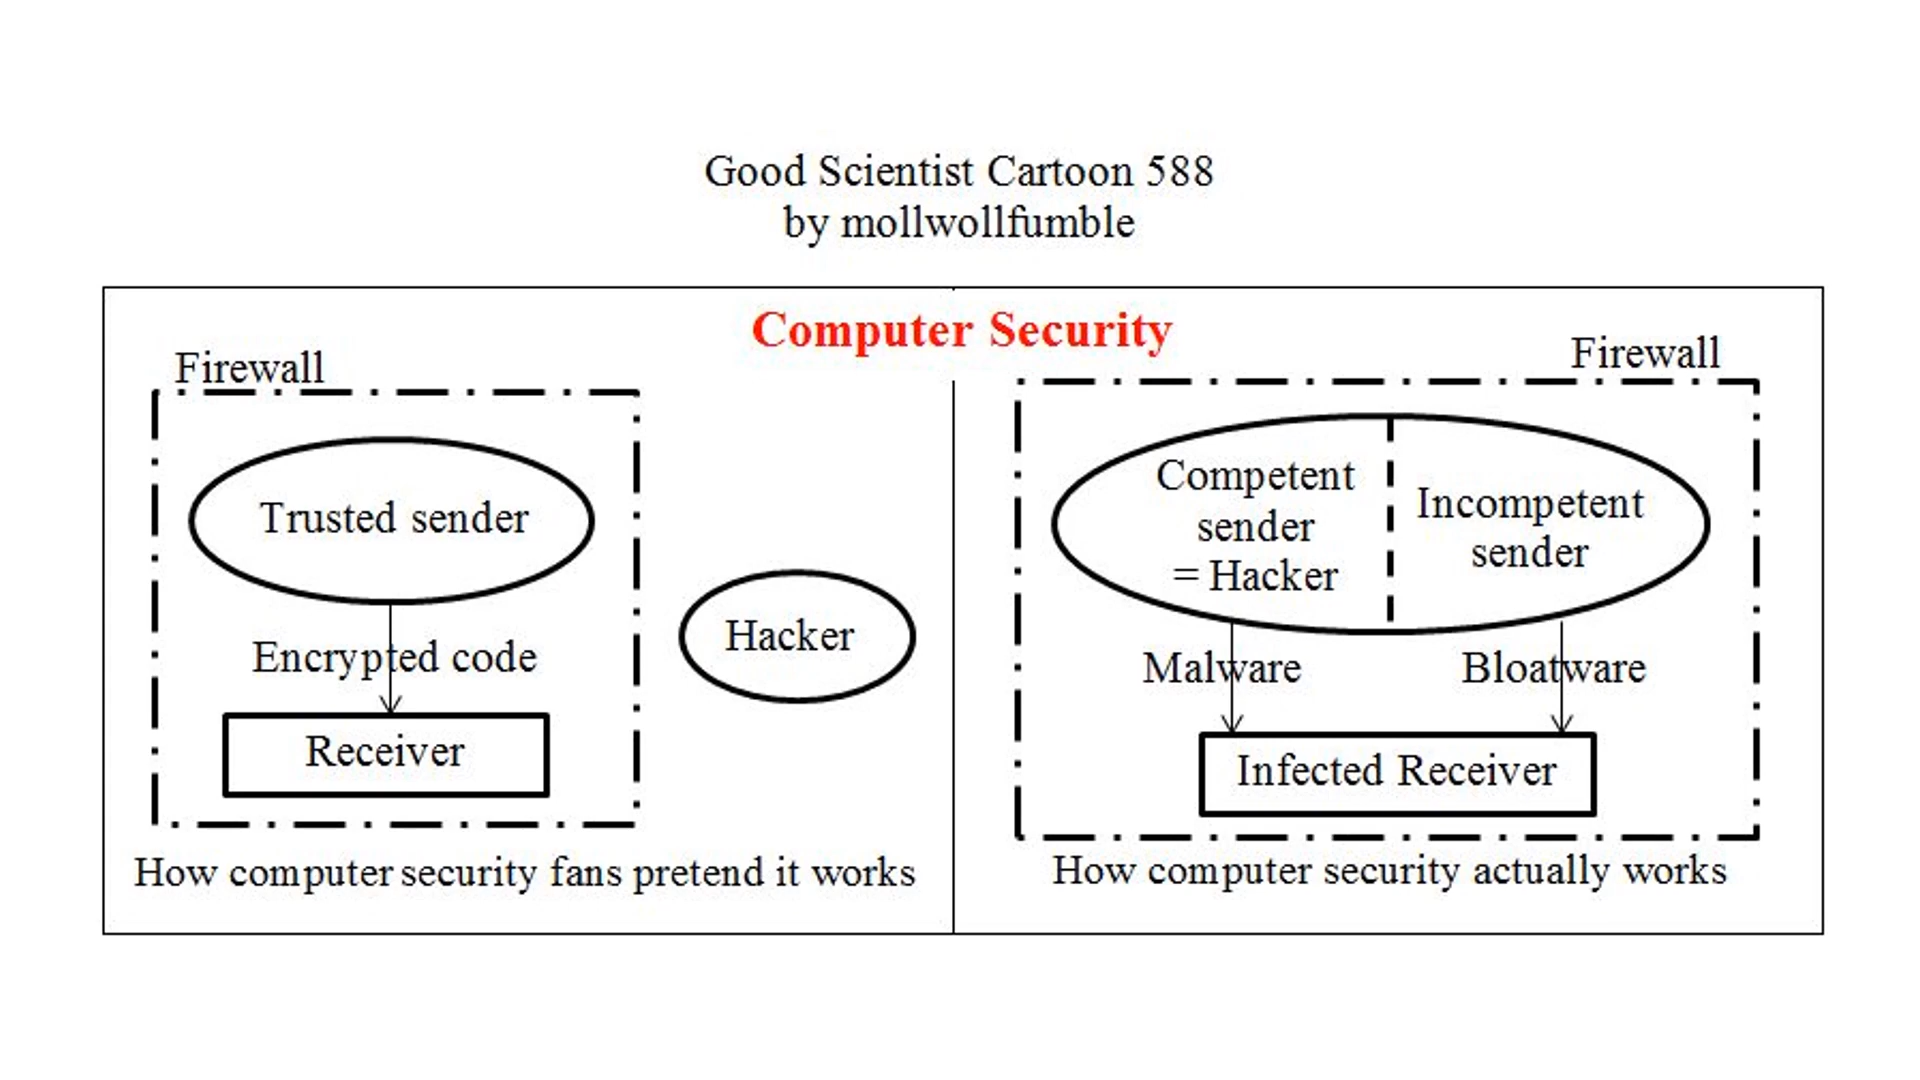 Good Scientist Cartoon 588
by mollwollfumble
Computer Security
Firewall
Trusted sender
Encrypted code
Receiver
Hacker
How computer security fans pretend it works
Firewall
Competent
sender
= Hacker
Incompetent
sender
Malware
Bloatware
Infected Receiver
How computer security actually works